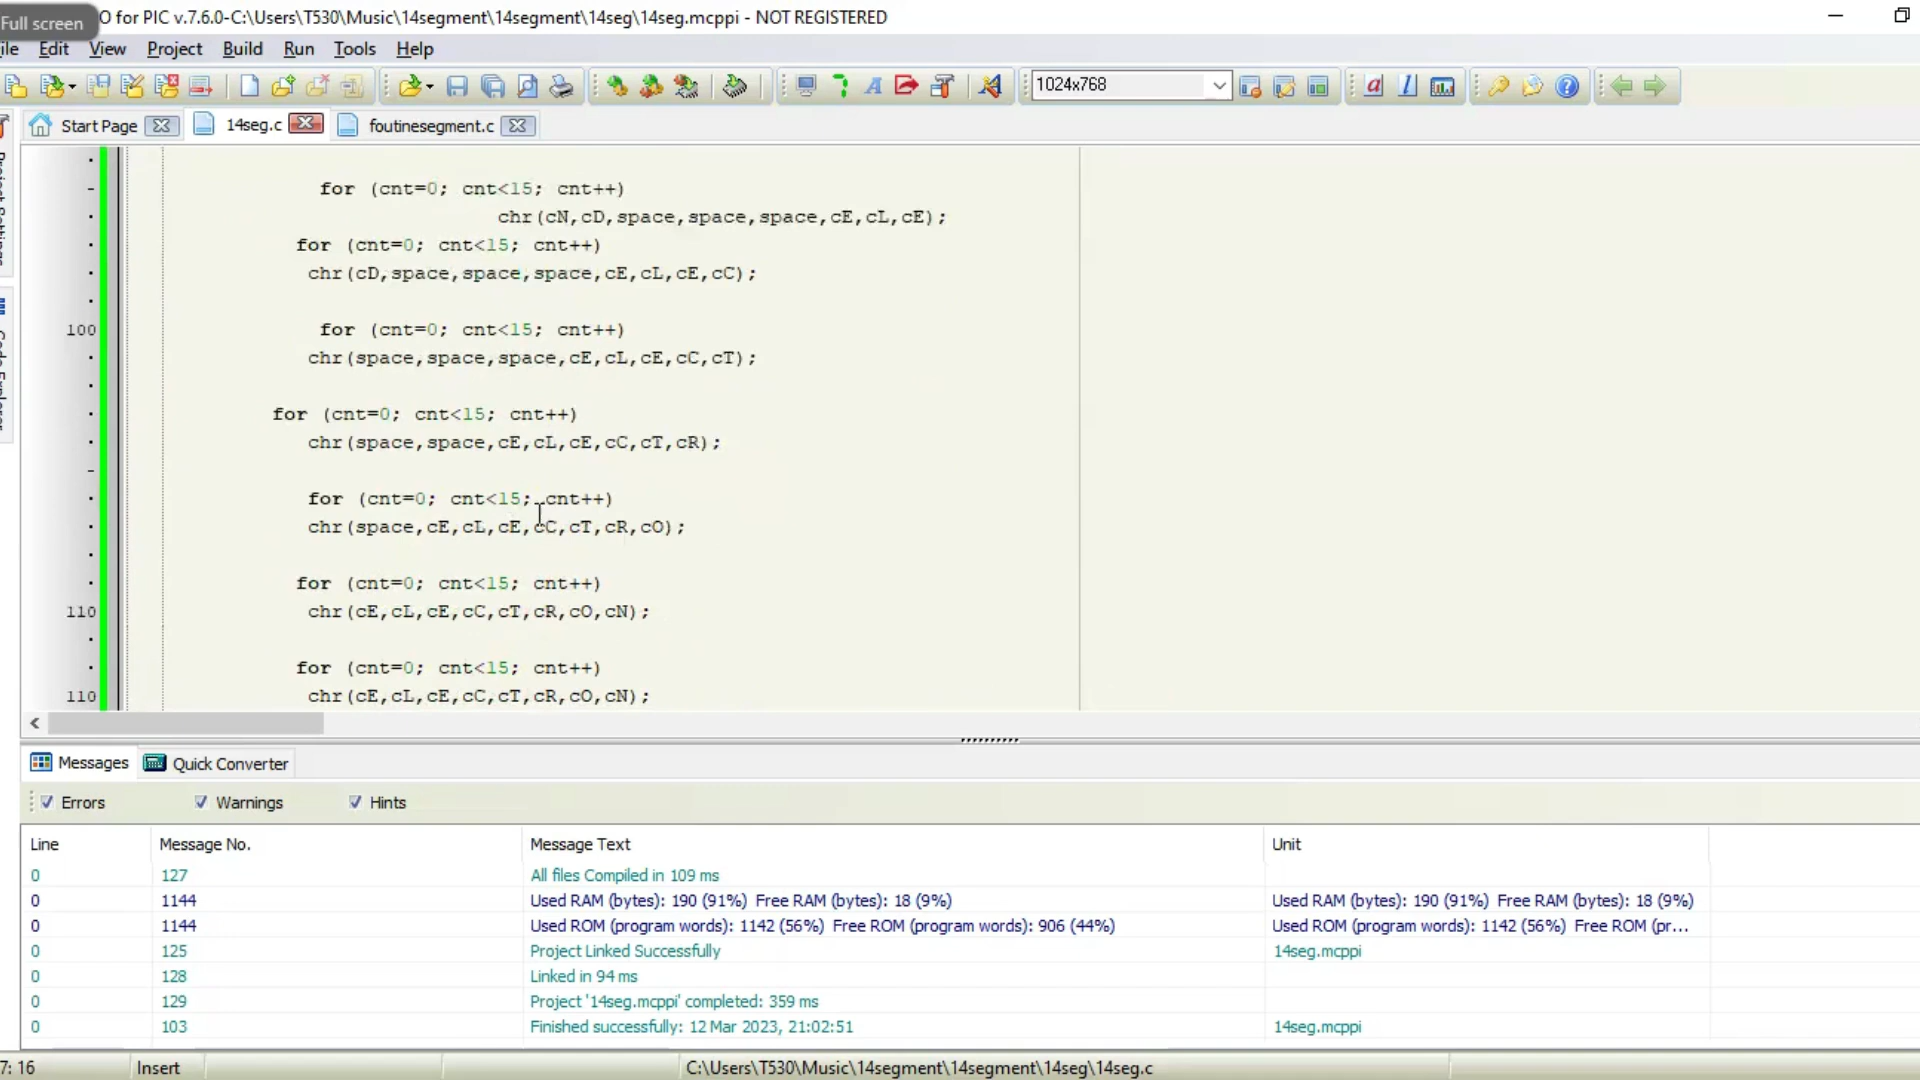 Full screen
O for PIC v.7.6.0-C:\Users\T530\Music\14segment\14segment\14seg\14seg.mcppi - NOT REGISTERED
ile Edit View Project Build Run Tools Help
1024x768
Start Page 14seg.c foutinesegment.c
Project Settings
Code Explorer
for (cnt=0; cnt<15; cnt++)
chr(cN,cD,space,space,space,cE,cL,cE);
for (cnt=0; cnt<15; cnt++)
chr(cD,space,space,space,cE,cL,cE,cC);
100 for (cnt=0; cnt<15; cnt++)
chr(space,space,space,cE,cL,cE,cC,cT);
for (cnt=0; cnt<15; cnt++)
chr(space,space,cE,cL,cE,cC,cT,cR);
for (cnt=0; cnt<15; cnt++)
chr(space,cE,cL,cE,cC,cT,cR,cO);
for (cnt=0; cnt<15; cnt++)
110 chr(cE,cL,cE,cC,cT,cR,cO,cN);
for (cnt=0; cnt<15; cnt++)
110 chr(cE,cL,cE,cC,cT,cR,cO,cN);
Messages Quick Converter
Errors Warnings Hints
Line Message No. Message Text Unit
0 127 All files Compiled in 109 ms
0 1144 Used RAM (bytes): 190 (91%) Free RAM (bytes): 18 (9%) Used RAM (bytes): 190 (91%) Free RAM (bytes): 18 (9%)
0 1144 Used ROM (program words): 1142 (56%) Free ROM (program words): 906 (44%) Used ROM (program words): 1142 (56%) Free ROM (pr...
0 125 Project Linked Successfully 14seg.mcppi
0 128 Linked in 94 ms
0 129 Project '14seg.mcppi' completed: 359 ms
0 103 Finished successfully: 12 Mar 2023, 21:02:51 14seg.mcppi
7: 16 Insert C:\Users\T530\Music\14segment\14segment\14seg\14seg.c